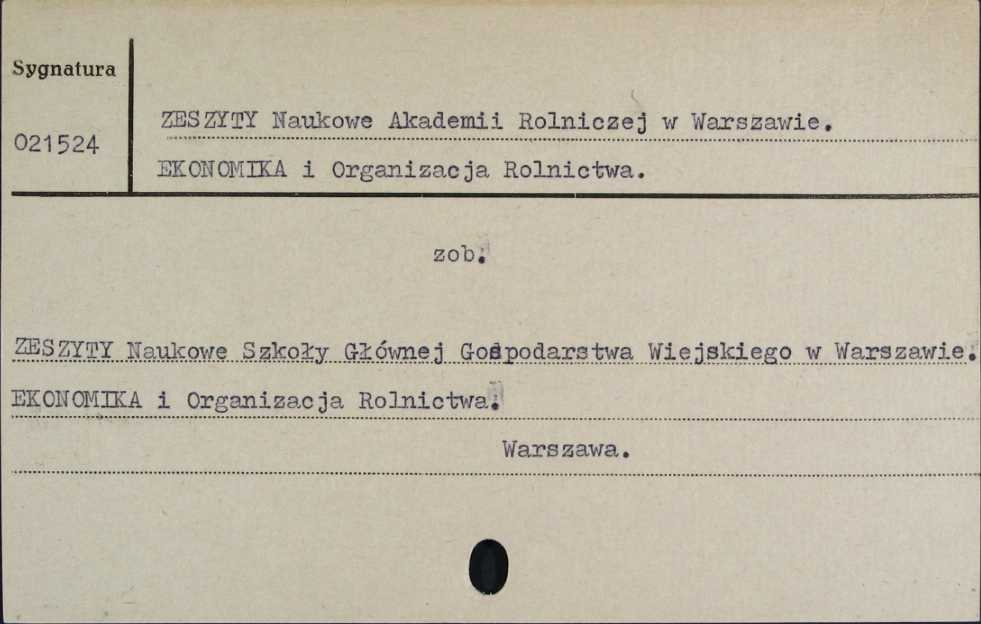 Sygnatura
021524
ZESZYTY Naukowe Akademii Rolniczej w Warszawie.
EKONOMIKA i Organizacja Rolnictwa.
zob.
ZESZYTY Naukowe Szkoły Głównej Gospodarstwa Wiejskiego w Warszawie.
EKONOMIKA i Organizacja Rolnictwa.
Warszawa.